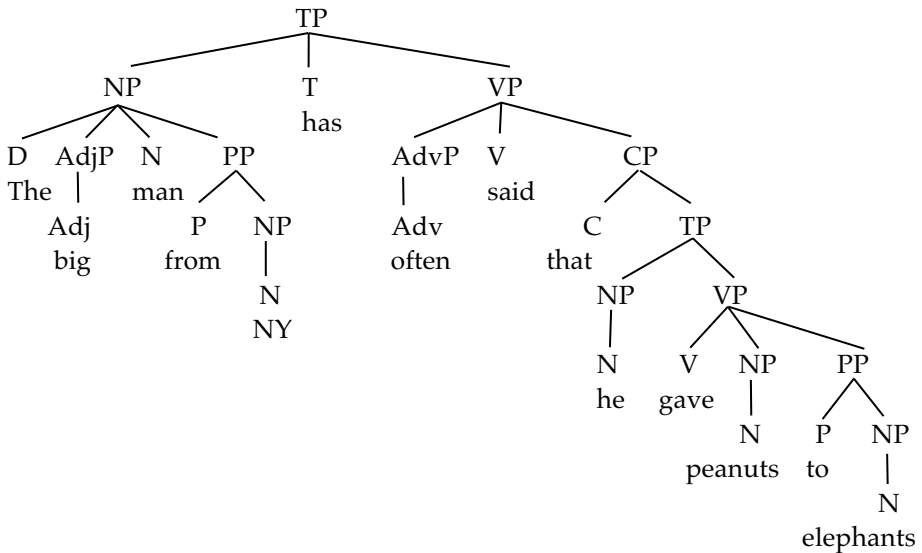 TP
NP T VP
has
D AdjP N PP AdvP V CP
The man said
Adj P NP Adv C TP
big from often that
N NP VP
NY
N V NP PP
he gave
N P NP
peanuts to
N
elephants